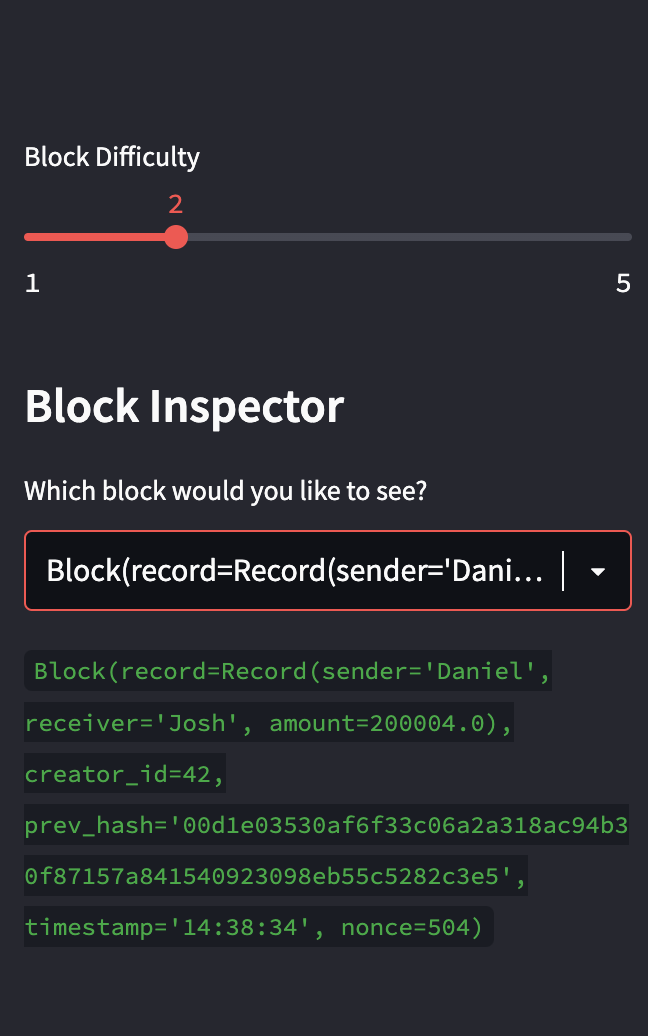 Block Difficulty
2
1 5
Block Inspector
Which block would you like to see?
Block(record=Record(sender='Dani...
Block(record=Record(sender='Daniel',
receiver='Josh', amount=200004.0),
creator_id=42,
prev_hash='00d1e03530af6f33c06a2a318ac94b3
0f87157a841540923098eb55c5282c3e5',
timestamp='14:38:34', nonce=504)